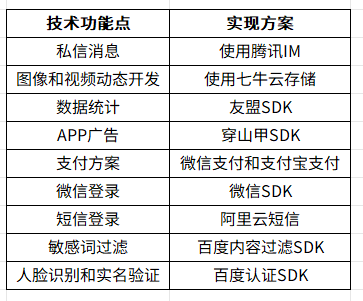 技术功能点 实现方案
私信消息 使用腾讯IM
图像和视频动态开发 使用七牛云存储
数据统计 友盟SDK
APP广告 穿山甲SDK
支付方案 微信支付和支付宝支付
微信登录 微信SDK
短信登录 阿里云短信
敏感词过滤 百度内容过滤SDK
人脸识别和实名验证 百度认证SDK